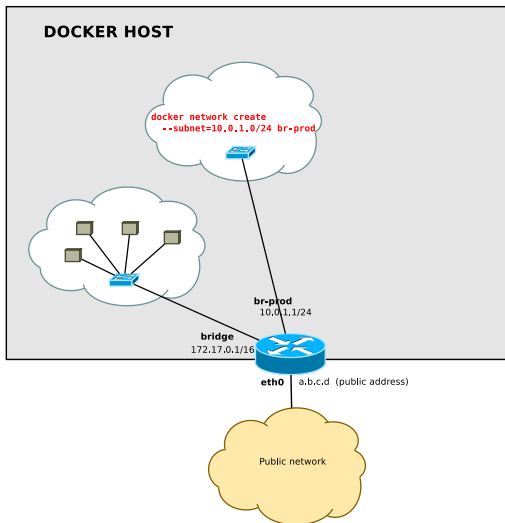 DOCKER HOST
docker network create
--subnet=10.0.1.0/24 br-prod
br-prod
10.0.1.1/24
bridge
172.17.0.1/16
eth0 a.b.c.d (public address)
Public network